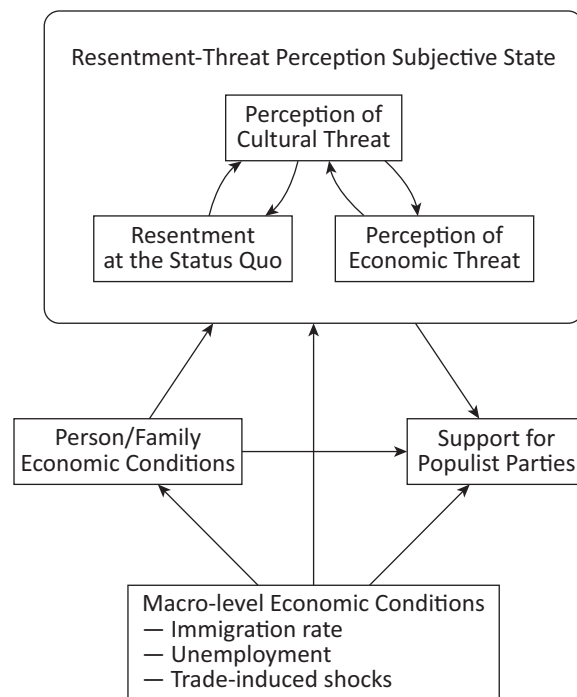 Resentment-Threat Perception Subjective State
Perception of
Cultural Threat
Resentment
at the Status Quo
Perception of
Economic Threat
Person/Family
Economic Conditions
Support for
Populist Parties
Macro-level Economic Conditions
— Immigration rate
— Unemployment
— Trade-induced shocks